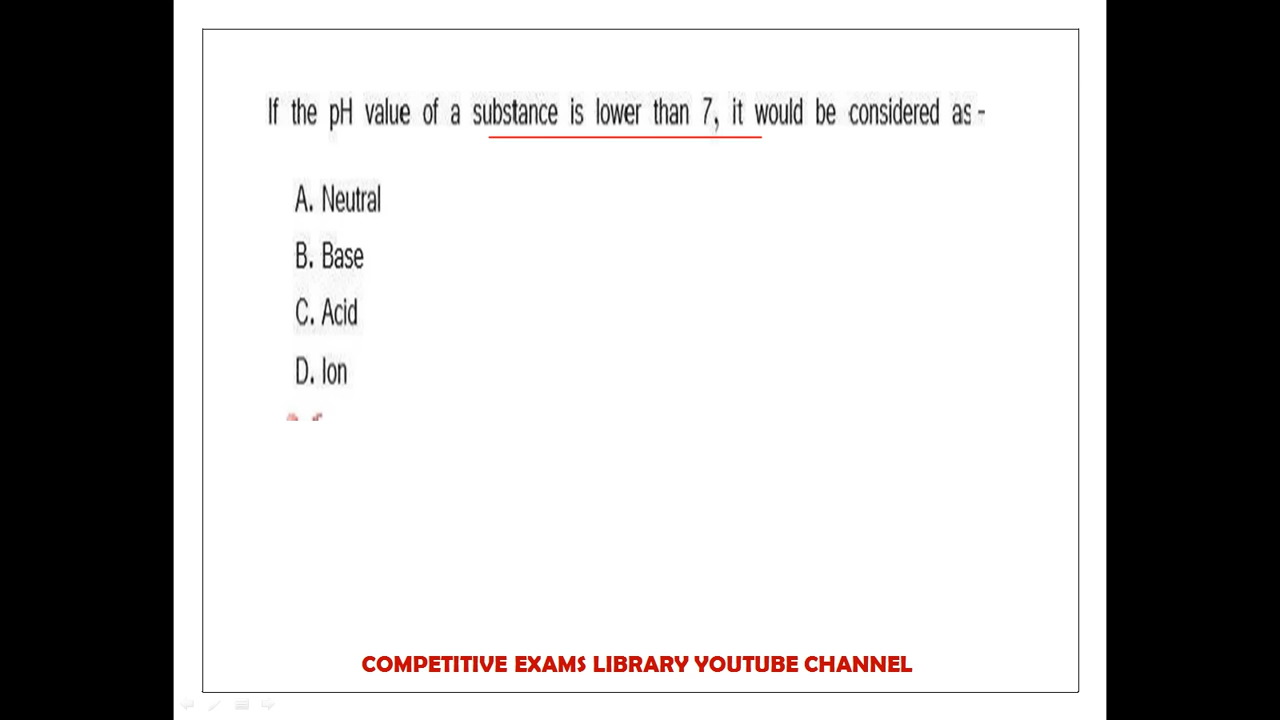 If the pH value of a substance is lower than 7, it would be considered as -
A. Neutral
B. Base
C. Acid
D. Ion
COMPETITIVE EXAMS LIBRARY YOUTUBE CHANNEL